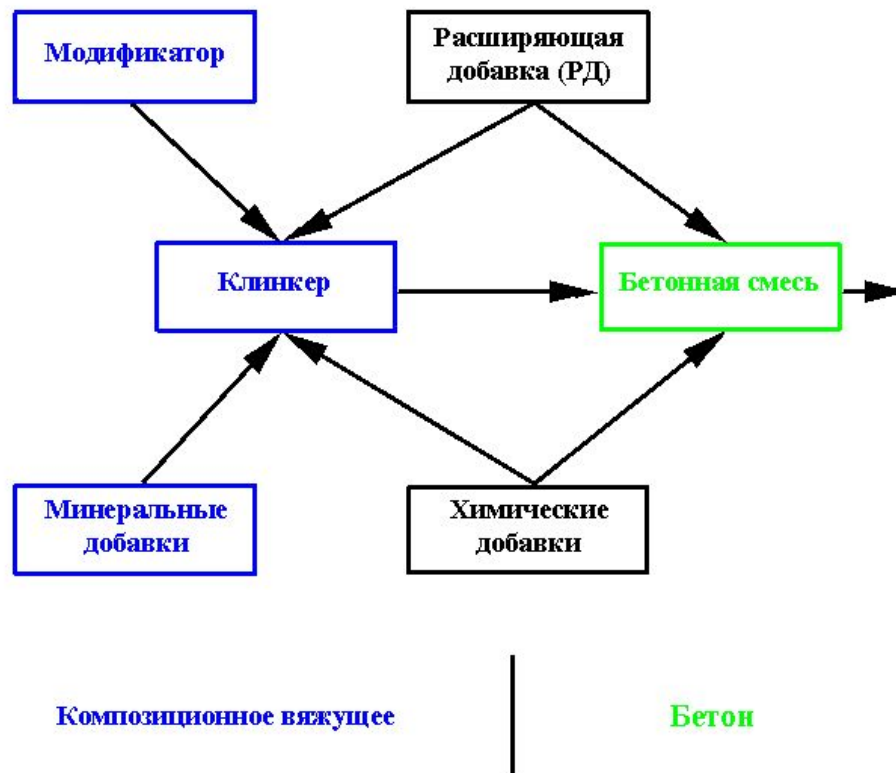 Модификатор
Расширяющая
добавка (РД)
Клинкер
Бетонная смесь
Минеральные
добавки
Химические
добавки
Композиционное вяжущее
Бетон